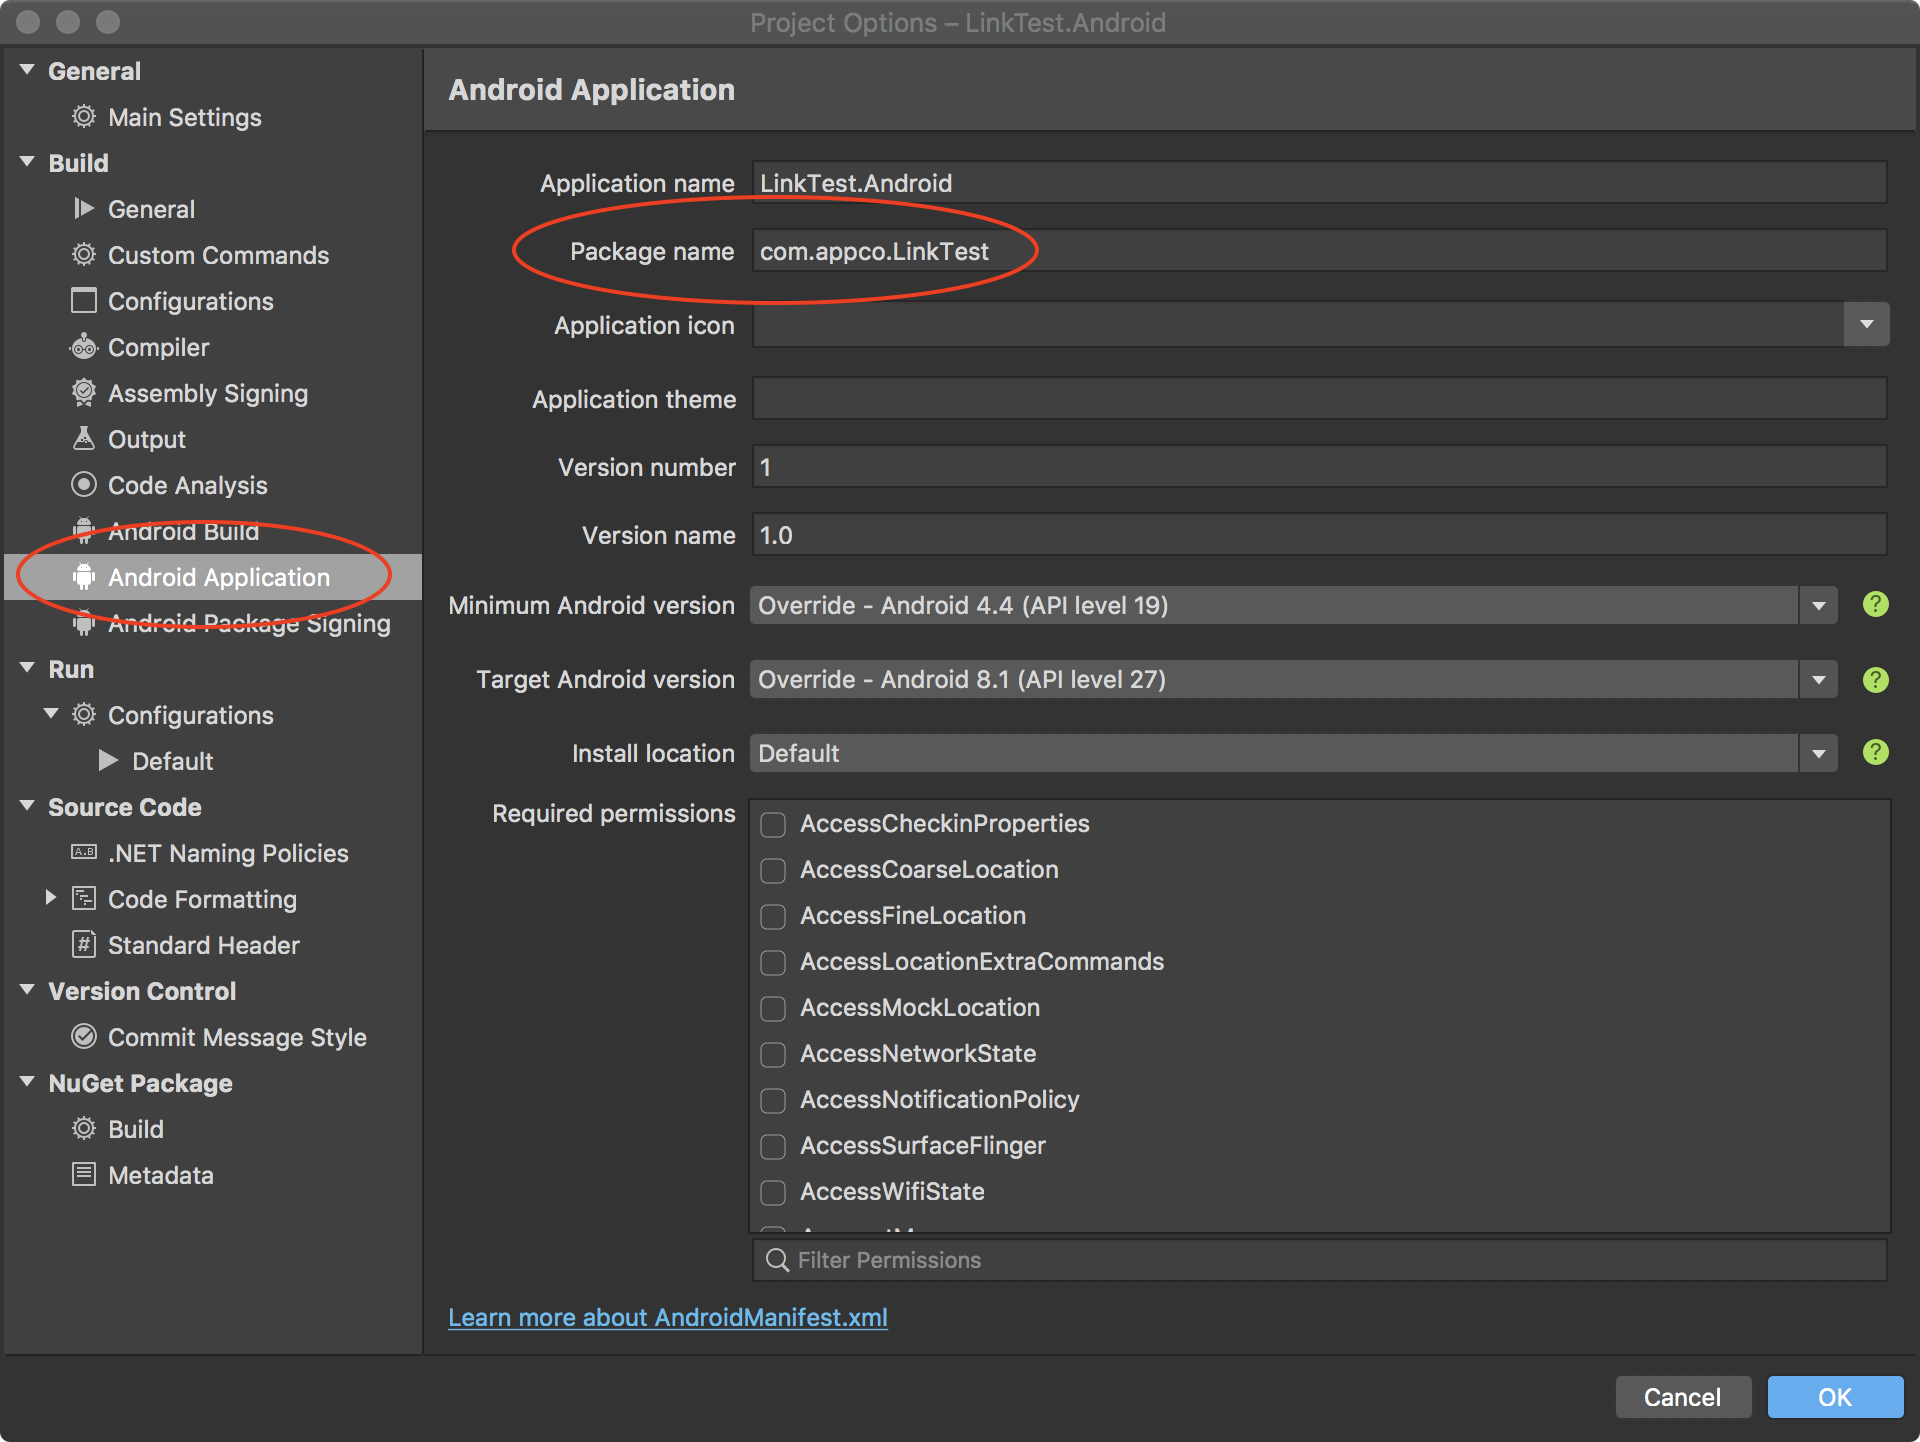 Project Options – LinkTest.Android
General
Main Settings
Build
General
Custom Commands
Configurations
Compiler
Assembly Signing
Output
Code Analysis
Android Build
Android Application
Android Package Signing
Run
Configurations
Default
Source Code
A.B .NET Naming Policies
Code Formatting
# Standard Header
Version Control
Commit Message Style
NuGet Package
Build
Metadata
Android Application
Application name LinkTest.Android
Package name com.appco.LinkTest
Application icon
Application theme
Version number 1
Version name 1.0
Minimum Android version Override - Android 4.4 (API level 19) ?
Target Android version Override - Android 8.1 (API level 27) ?
Install location Default ?
Required permissions
AccessCheckinProperties
AccessCoarseLocation
AccessFineLocation
AccessLocationExtraCommands
AccessMockLocation
AccessNetworkState
AccessNotificationPolicy
AccessSurfaceFlinger
AccessWifiState
Filter Permissions
Learn more about AndroidManifest.xml
Cancel OK